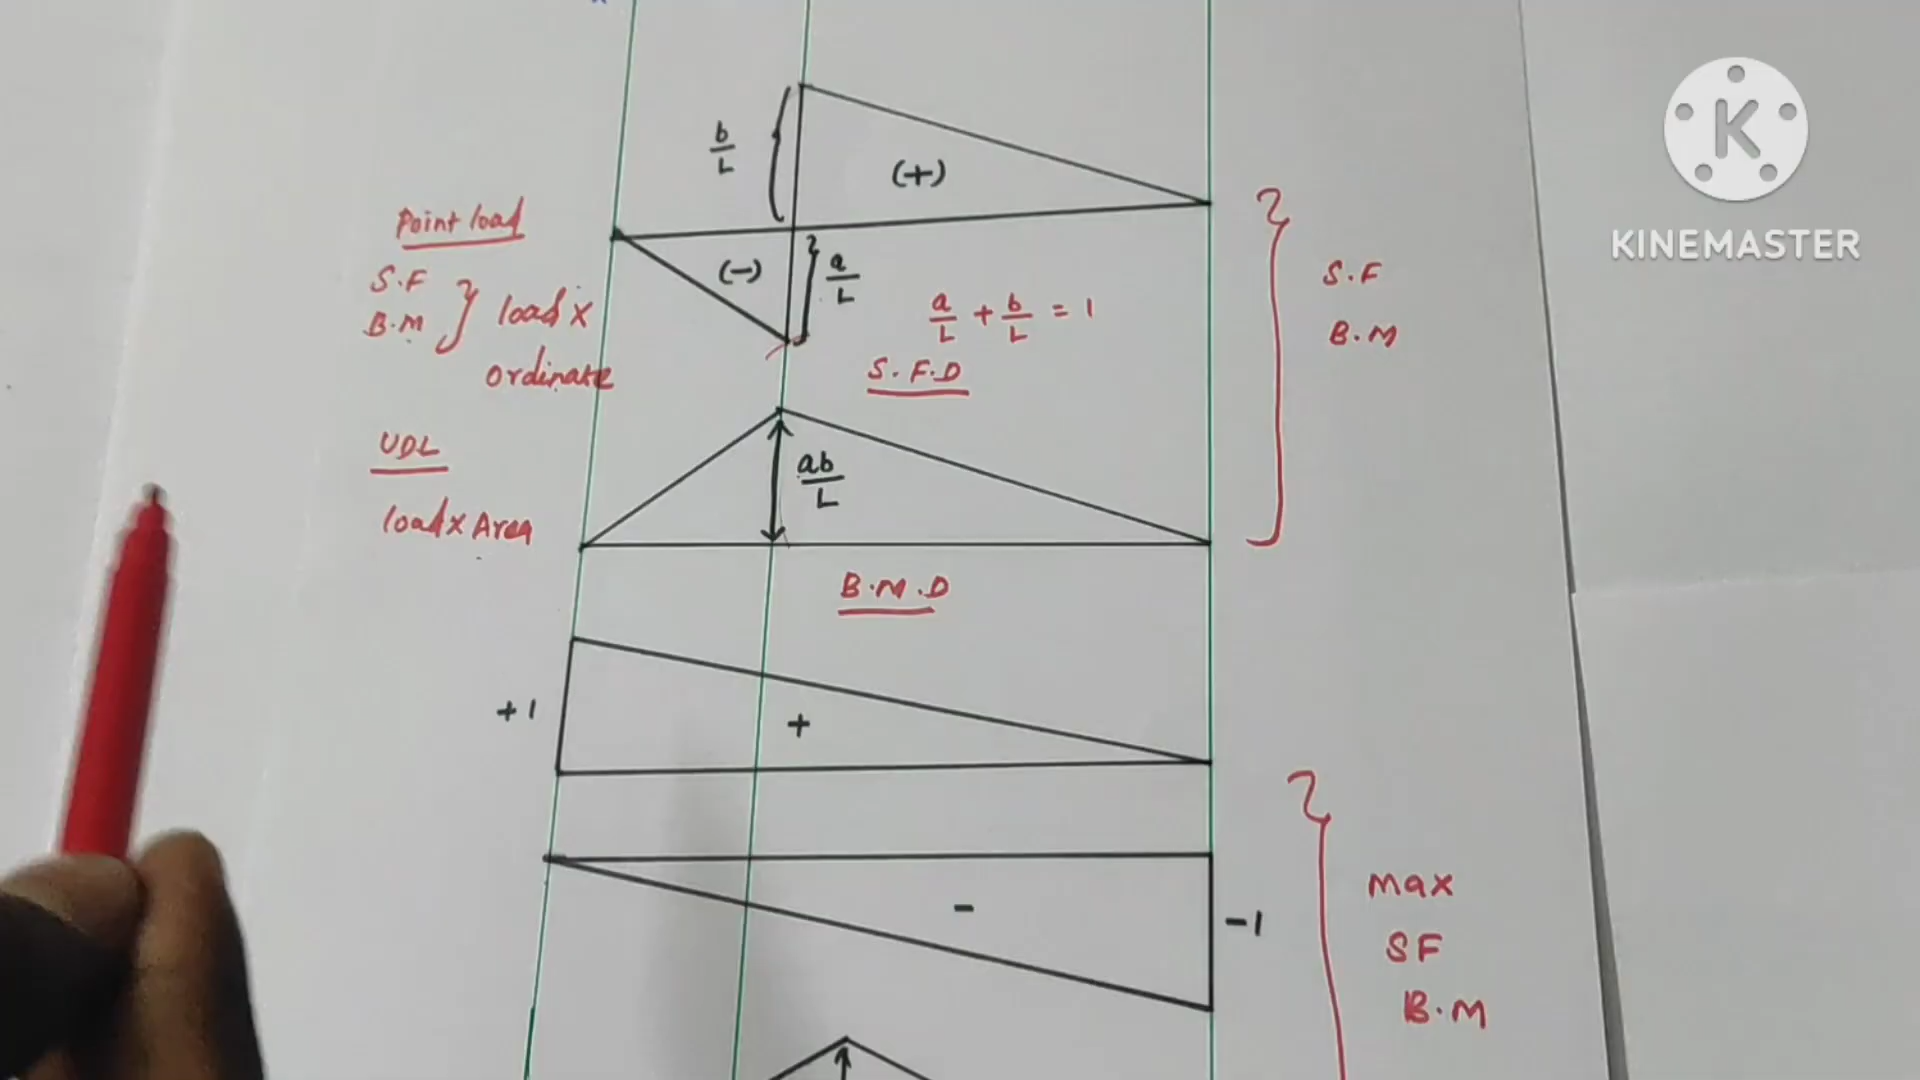 b/L
(+)
Point load
S.F
B.M
load x
ordinate
(-)
a/L
a/L + b/L = 1
S.F.D
S.F
B.M
UDL
load x Area
ab/L
B.M.D
+1
+
-
-1
max
SF
B.M
K
KINEMASTER